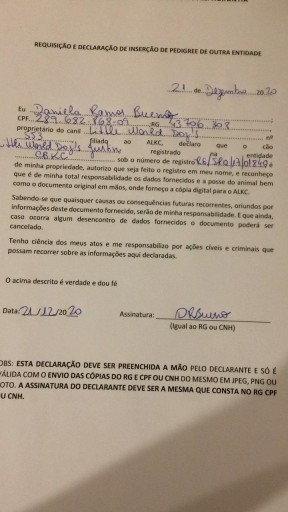 REQUISIÇÃO E DECLARAÇÃO DE INSERÇÃO DE PEDIGREE DE OUTRA ENTIDADE
21 de Dezembro 2020
Eu Daniela Ramos Bueno
CPF 289 682 868-09 RG 43 706 308
proprietário do canil Little World Dog's nº
553 filiado ao ALKC, declaro que o cão
Little World Dog's Justin registrado na entidade
CBKC sob o número de registro
de minha propriedade, autorizo que seja feito o registro em meu nome, e reconheço
que é de minha total responsabilidade os dados fornecidos e a posse do animal bem
como o documento original em mãos, onde forneço a cópia digital para o ALKC.
Sabendo-se que quaisquer causas ou consequências futuras recorrentes, oriundos por
informações deste documento fornecido, serão de minha responsabilidade. E que ainda,
caso ocorra algum desencontro de dados fornecidos o documento poderá ser
cancelado.
Tenho ciência dos meus atos e me responsabilizo por ações cíveis e criminais que
possam recorrer sobre as informações aqui declaradas.
O acima descrito é verdade e dou fé
Data: 21/12/2020 Assinatura: DRBueno
(Igual ao RG ou CNH)
OBS: ESTA DECLARAÇÃO DEVE SER PREENCHIDA A MÃO PELO DECLARANTE E SÓ É
VÁLIDA COM O ENVIO DAS CÓPIAS DO RG E CPF OU CNH DO MESMO EM JPEG, PNG OU
FOTO. A ASSINATURA DO DECLARANTE DEVE SER A MESMA QUE CONSTA NO RG CPF
OU CNH.